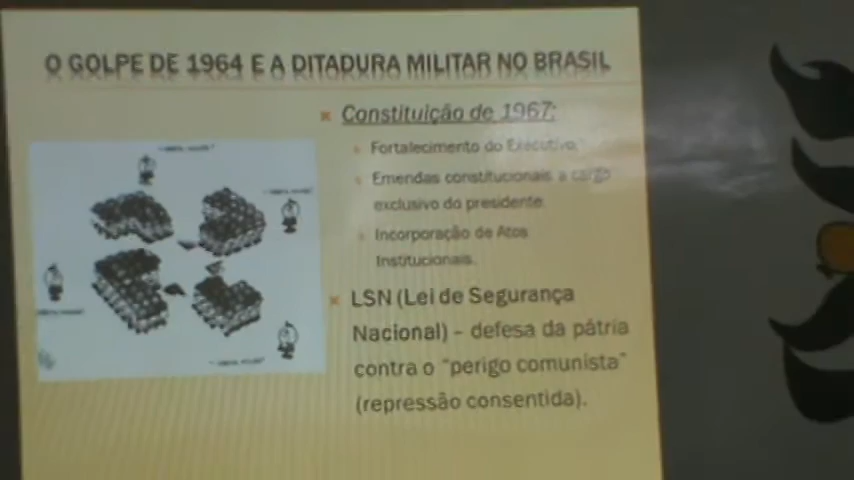 O GOLPE DE 1964 E A DITADURA MILITAR NO BRASIL
Constituição de 1967:
Fortalecimento do Executivo;
Emendas constitucionais a cargo
exclusivo do presidente
Incorporação de Atos
Institucionais.
LSN (Lei de Segurança
Nacional) – defesa da pátria
contra o "perigo comunista"
(repressão consentida).